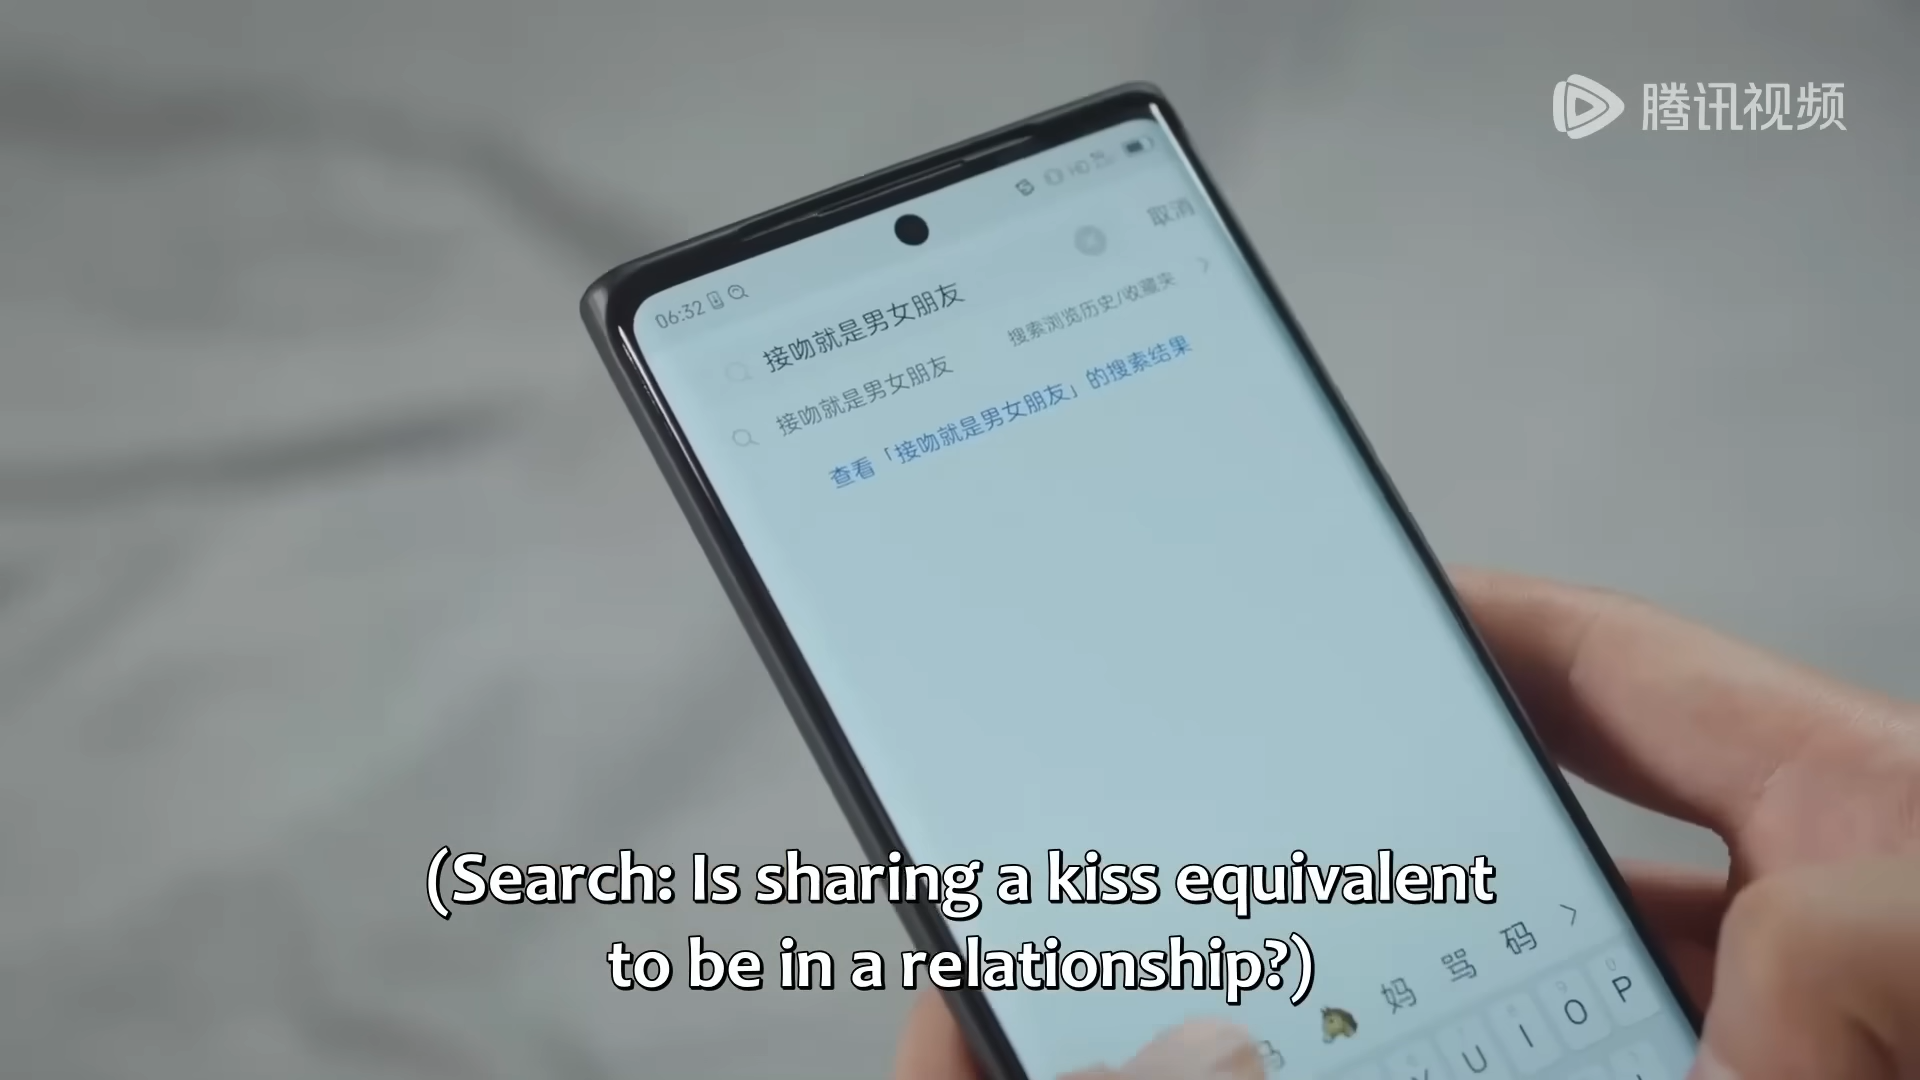 腾讯视频
06:32
取消
接吻就是男女朋友
搜索浏览历史/收藏夹
接吻就是男女朋友
查看「接吻就是男女朋友」的搜索结果
(Search: Is sharing a kiss equivalent
to be in a relationship?)
妈 骂 码
U I O P